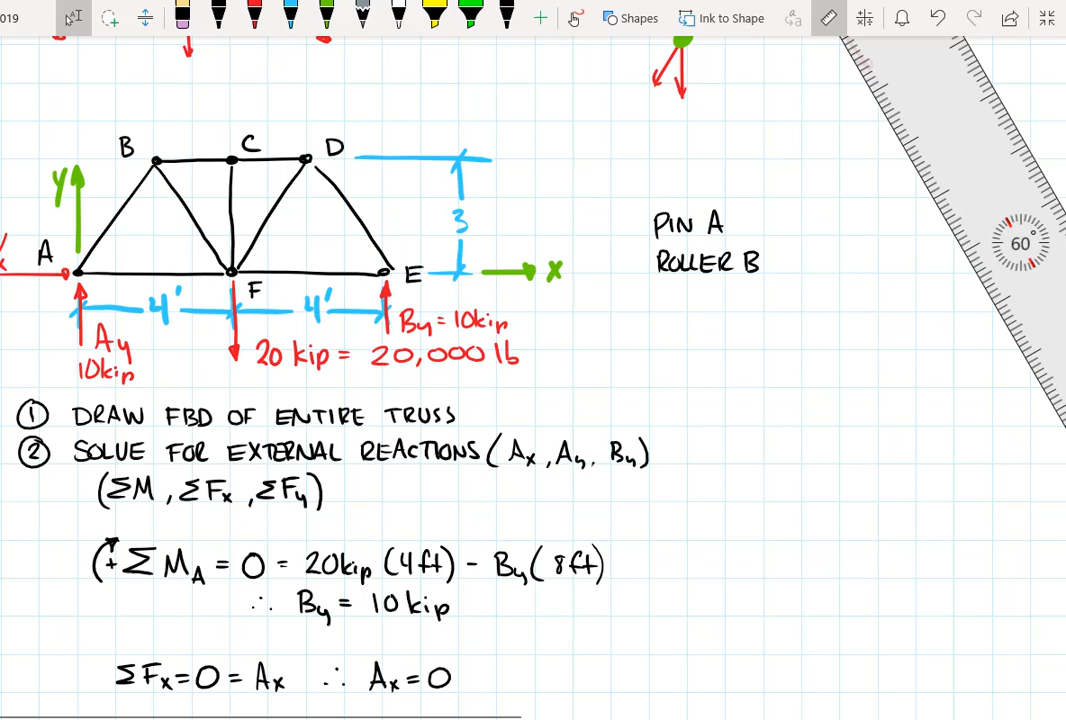 019
Shapes
Ink to Shape
B
C
D
Y
3
PIN A
A
60°
ROLLER B
x
E
X
F
4'
4'
Ay
By = 10kip
10kip
20 kip = 20,000 lb
① DRAW FBD OF ENTIRE TRUSS
② SOLVE FOR EXTERNAL REACTIONS (Ax, Ay, By)
(ΣM, ΣFx, ΣFy)
(+ ΣMA = 0 = 20kip (4ft) - By (8ft)
∴ By = 10 kip
ΣFx = 0 = Ax ∴ Ax = 0